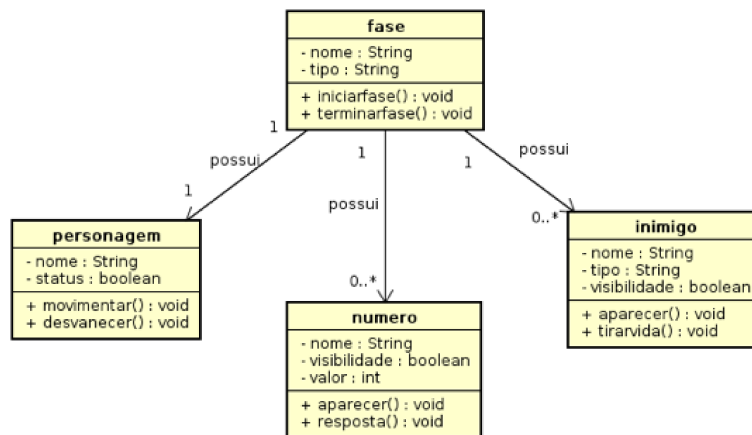 fase
- nome : String
- tipo : String
+ iniciarfase() : void
+ terminarfase() : void
1
1
1
possui
possui
possui
1
0..*
0..*
personagem
- nome : String
- status : boolean
+ movimentar() : void
+ desvanecer() : void
numero
- nome : String
- visibilidade : boolean
- valor : int
+ aparecer() : void
+ resposta() : void
inimigo
- nome : String
- tipo : String
- visibilidade : boolean
+ aparecer() : void
+ tirarvida() : void